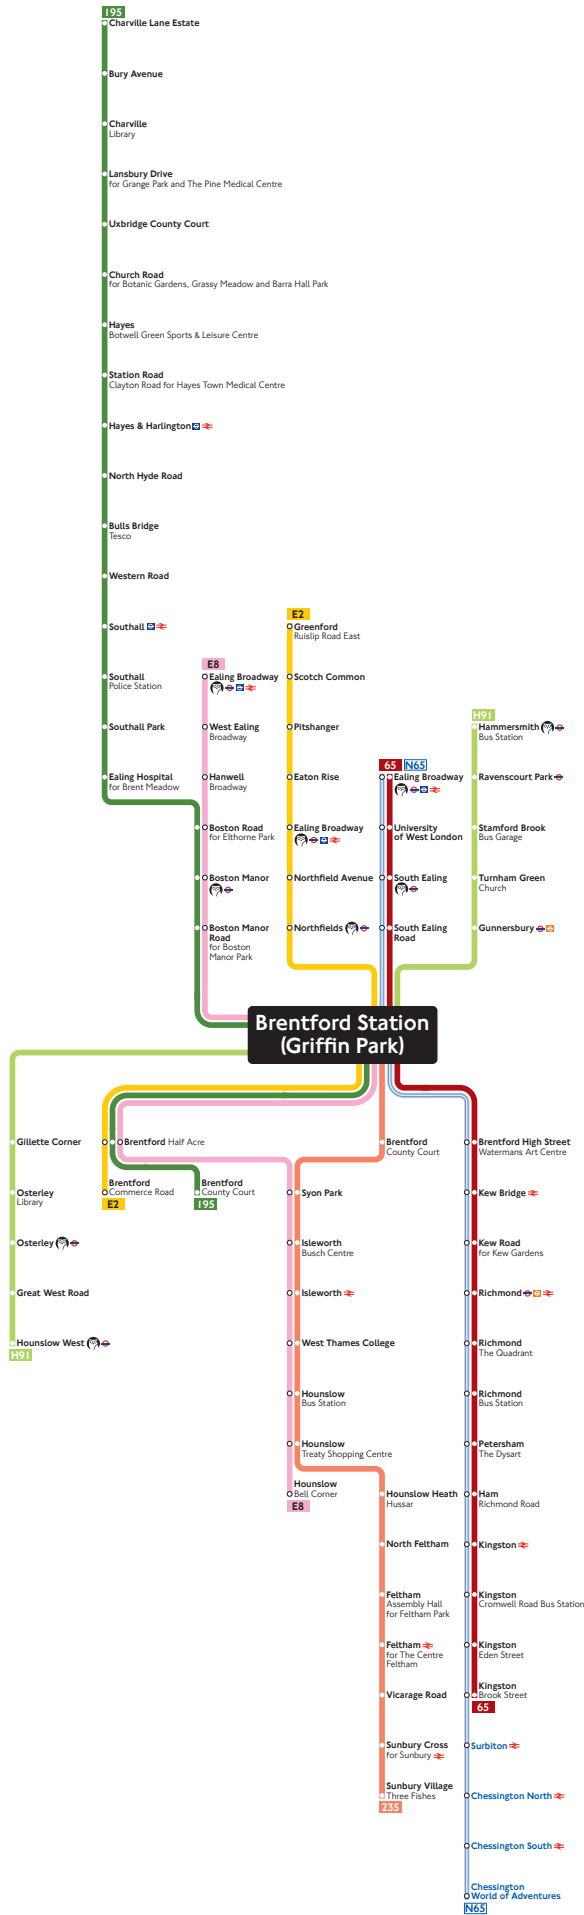 195
Charville Lane Estate
Bury Avenue
Charville
Library
Lansbury Drive
for Grange Park and The Pine Medical Centre
Uxbridge County Court
Church Road
for Botanic Gardens, Grassy Meadow and Barra Hall Park
Hayes
Botwell Green Sports & Leisure Centre
Station Road
Clayton Road for Hayes Town Medical Centre
Hayes & Harlington
North Hyde Road
Bulls Bridge
Tesco
Western Road
Southall
Southall
Police Station
Southall Park
Ealing Hospital
for Brent Meadow
E8
Ealing Broadway
West Ealing
Broadway
Hanwell
Broadway
Boston Road
for Elthorne Park
Boston Manor
Boston Manor
Road
for Boston
Manor Park
E2
Greenford
Ruislip Road East
Scotch Common
Pitshanger
Eaton Rise
Ealing Broadway
Northfield Avenue
Northfields
65
N65
Ealing Broadway
University
of West London
South Ealing
South Ealing
Road
H91
Hammersmith
Bus Station
Ravenscourt Park
Stamford Brook
Bus Garage
Turnham Green
Church
Gunnersbury
Brentford Station
(Griffin Park)
Gillette Corner
Osterley
Library
Osterley
Great West Road
Hounslow West
H91
Brentford Half Acre
Brentford
Commerce Road
E2
Brentford
County Court
195
Syon Park
Isleworth
Busch Centre
Isleworth
West Thames College
Hounslow
Bus Station
Hounslow
Treaty Shopping Centre
Hounslow
Bell Corner
E8
Brentford
County Court
Hounslow Heath
Hussar
North Feltham
Feltham
Assembly Hall
for Feltham Park
Feltham
for The Centre
Feltham
Vicarage Road
Sunbury Cross
for Sunbury
Sunbury Village
Three Fishes
235
Brentford High Street
Watermans Art Centre
Kew Bridge
Kew Road
for Kew Gardens
Richmond
Richmond
The Quadrant
Richmond
Bus Station
Petersham
The Dysart
Ham
Richmond Road
Kingston
Kingston
Cromwell Road Bus Station
Kingston
Eden Street
Kingston
Brook Street
65
Surbiton
Chessington North
Chessington South
Chessington
World of Adventures
N65